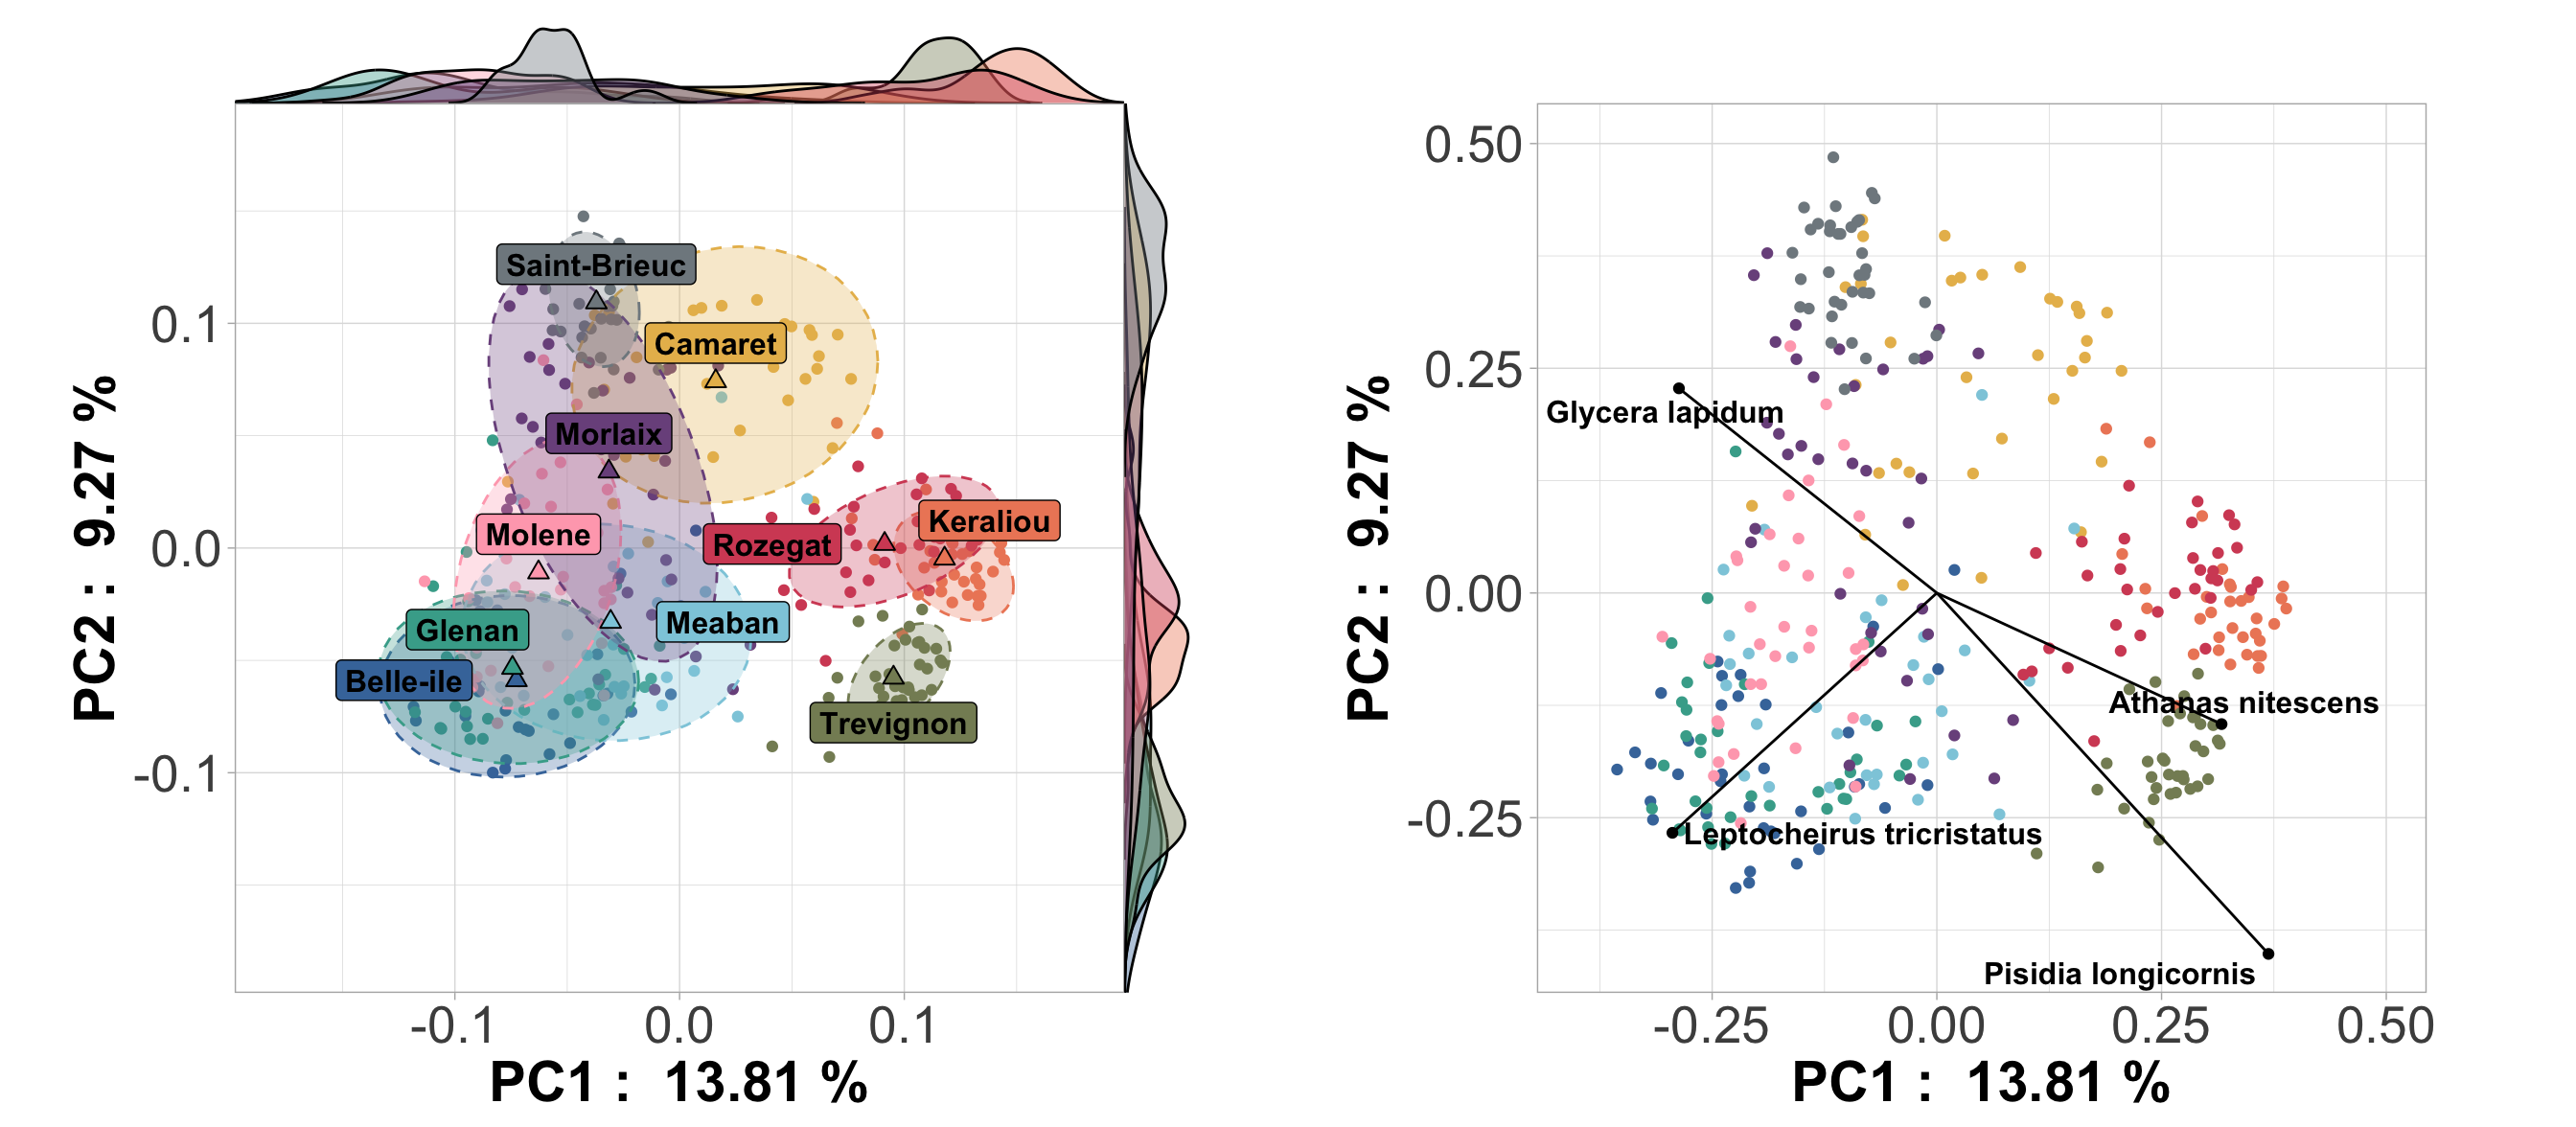 Saint-Brieuc
Camaret
Morlaix
Molene
Rozegat
Keraliou
Glenan
Meaban
Belle-ile
Trevignon
0.1
0.0
-0.1
-0.1
0.0
0.1
PC1 : 13.81 %
PC2 : 9.27 %
0.50
0.25
0.00
-0.25
Glycera lapidum
Athanas nitescens
Leptocheirus tricristatus
Pisidia longicornis
-0.25
0.00
0.25
0.50
PC1 : 13.81 %
PC2 : 9.27 %